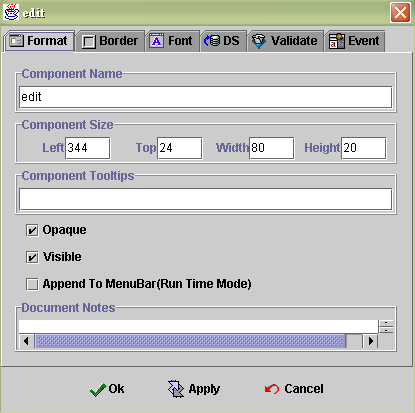 edit
Format Border Font DS Validate Event
Component Name
edit
Component Size
Left 344 Top 24 Width 80 Height 20
Component Tooltips
Opaque
Visible
Append To MenuBar(Run Time Mode)
Document Notes
Ok Apply Cancel